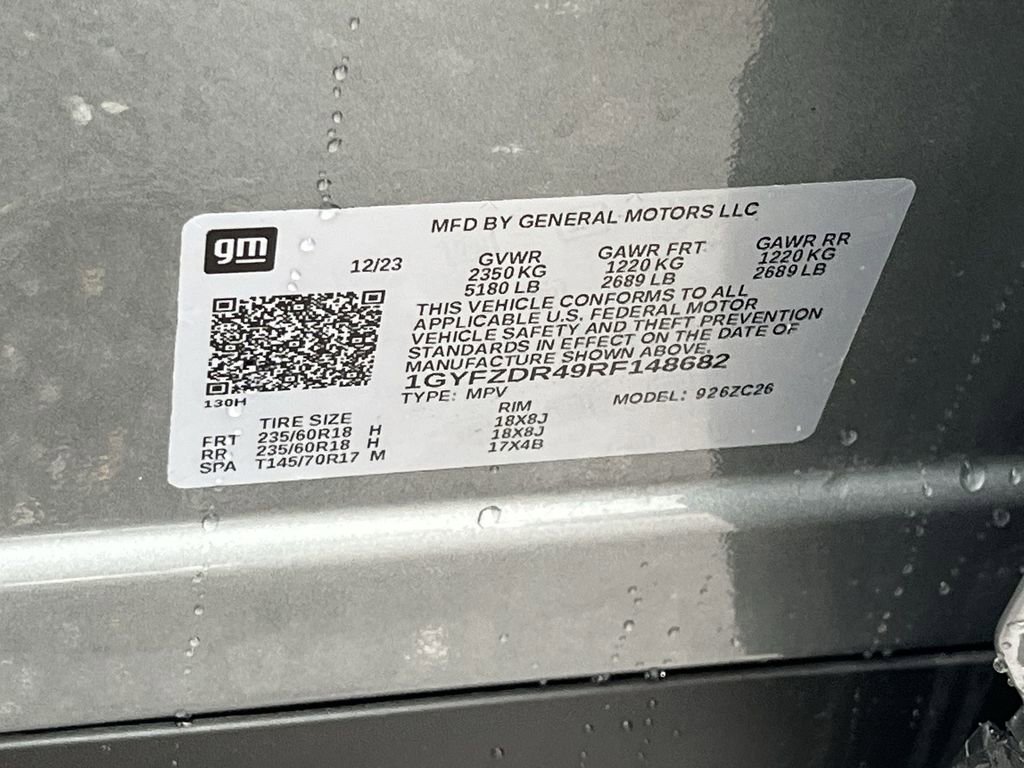 MFD BY GENERAL MOTORS LLC
gm
12/23
GVWR
2350 KG
5180 LB
GAWR FRT
1220 KG
2689 LB
GAWR RR
1220 KG
2689 LB
THIS VEHICLE CONFORMS TO ALL
APPLICABLE U.S. FEDERAL MOTOR
VEHICLE SAFETY AND THEFT PREVENTION
STANDARDS IN EFFECT ON THE DATE OF
MANUFACTURE SHOWN ABOVE.
1GYFZDR49RF148682
TYPE: MPV
MODEL: 926ZC26
130H
TIRE SIZE RIM
FRT 235/60R18 H 18X8J
RR 235/60R18 H 18X8J
SPA T145/70R17 M 17X4B